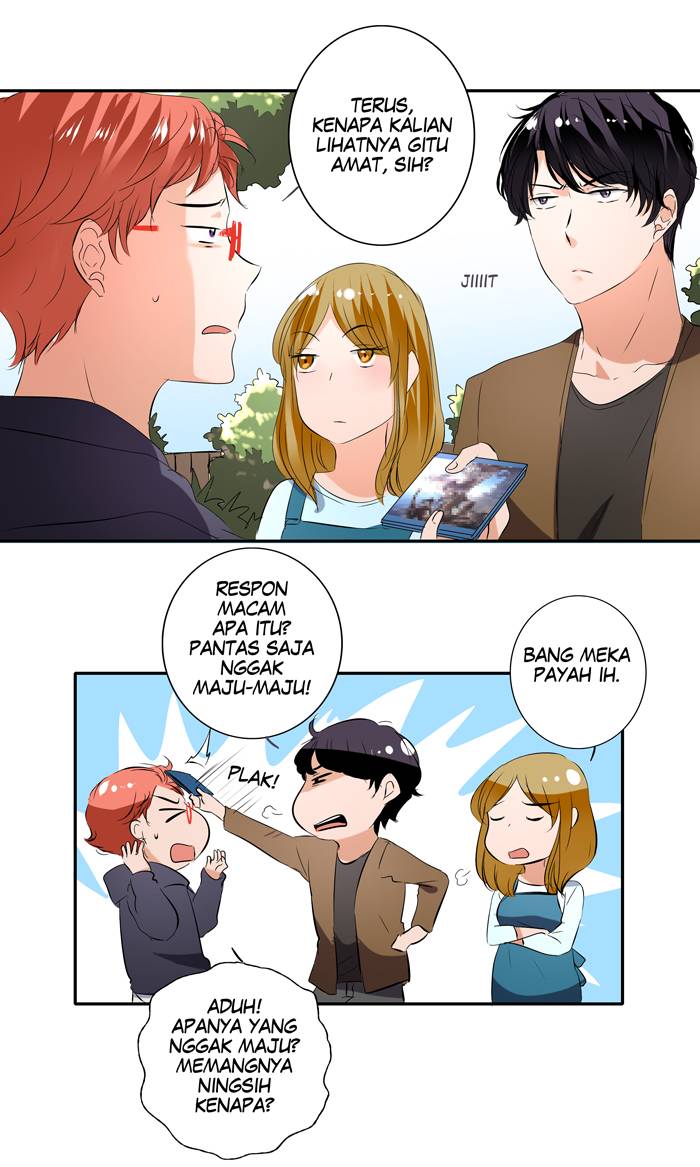 TERUS,
KENAPA KALIAN
LIHATNYA GITU
AMAT, SIH?
JIIIIT
RESPON
MACAM
APA ITU?
PANTAS SAJA
NGGAK
MAJU-MAJU!
BANG MEKA
PAYAH IH.
PLAK!
ADUH!
APANYA YANG
NGGAK MAJU?
MEMANGNYA
NINGSIH
KENAPA?